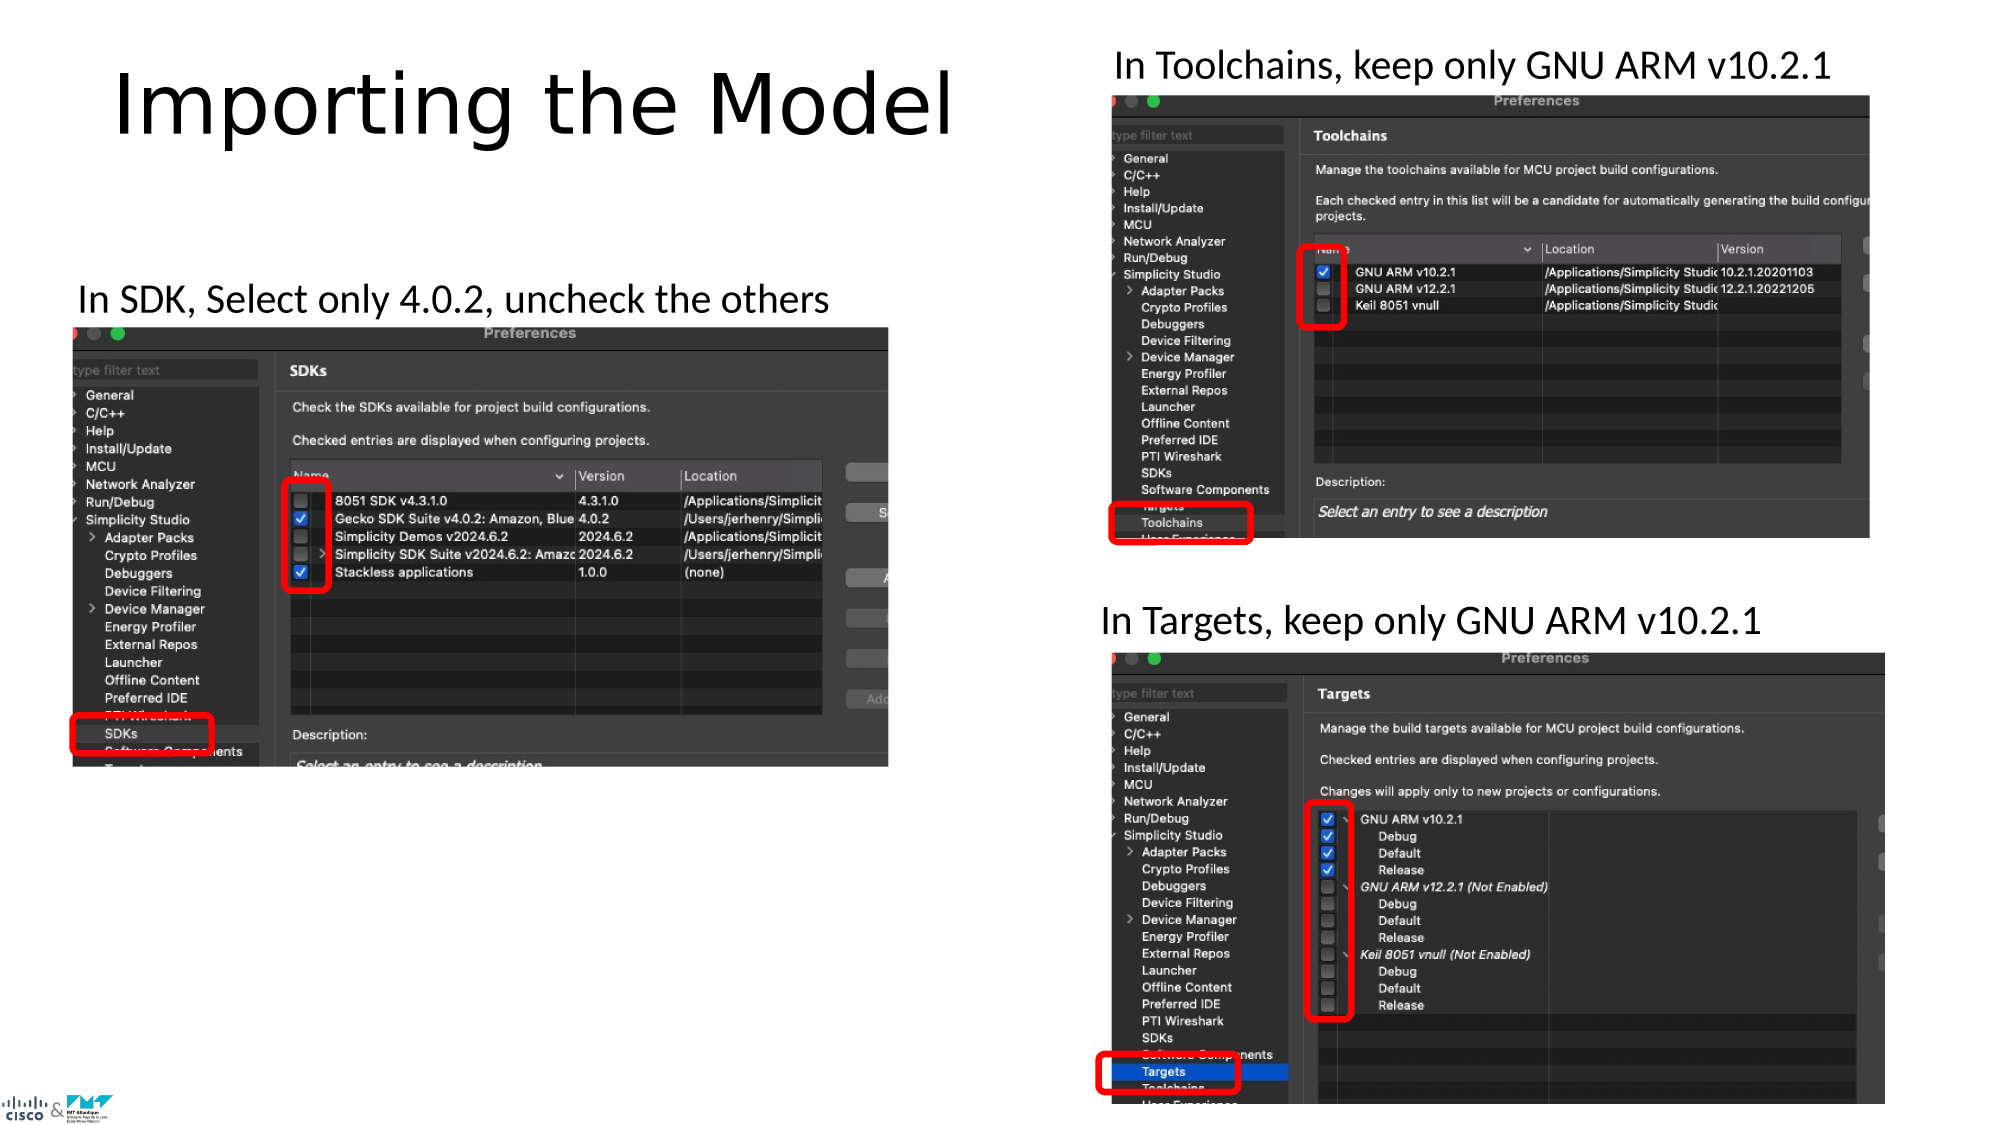 Importing the Model
In SDK, Select only 4.0.2, uncheck the others
Preferences
type filter text
General
C/C++
Help
Install/Update
MCU
Network Analyzer
Run/Debug
Simplicity Studio
Adapter Packs
Crypto Profiles
Debuggers
Device Filtering
Device Manager
Energy Profiler
External Repos
Launcher
Offline Content
Preferred IDE
PTI Wireshark
SDKs
Software Components
SDKs
Check the SDKs available for project build configurations.
Checked entries are displayed when configuring projects.
Name Version Location
8051 SDK v4.3.1.0 4.3.1.0 /Applications/Simplicit
Gecko SDK Suite v4.0.2: Amazon, Blue 4.0.2 /Users/jerhenry/Simpli
Simplicity Demos v2024.6.2 2024.6.2 /Applications/Simplicit
Simplicity SDK Suite v2024.6.2: Amazo 2024.6.2 /Users/jerhenry/Simpli
Stackless applications 1.0.0 (none)
Description:
Select an entry to see a description
In Toolchains, keep only GNU ARM v10.2.1
Preferences
type filter text
General
C/C++
Help
Install/Update
MCU
Network Analyzer
Run/Debug
Simplicity Studio
Adapter Packs
Crypto Profiles
Debuggers
Device Filtering
Device Manager
Energy Profiler
External Repos
Launcher
Offline Content
Preferred IDE
PTI Wireshark
SDKs
Software Components
Targets
Toolchains
User Experience
Toolchains
Manage the toolchains available for MCU project build configurations.
Each checked entry in this list will be a candidate for automatically generating the build configur
projects.
Name Location Version
GNU ARM v10.2.1 /Applications/Simplicity Studic 10.2.1.20201103
GNU ARM v12.2.1 /Applications/Simplicity Studic 12.2.1.20221205
Keil 8051 vnull /Applications/Simplicity Studic
Description:
Select an entry to see a description
In Targets, keep only GNU ARM v10.2.1
Preferences
type filter text
General
C/C++
Help
Install/Update
MCU
Network Analyzer
Run/Debug
Simplicity Studio
Adapter Packs
Crypto Profiles
Debuggers
Device Filtering
Device Manager
Energy Profiler
External Repos
Launcher
Offline Content
Preferred IDE
PTI Wireshark
SDKs
Software Components
Targets
Toolchains
User Experience
Targets
Manage the build targets available for MCU project build configurations.
Checked entries are displayed when configuring projects.
Changes will apply only to new projects or configurations.
GNU ARM v10.2.1
Debug
Default
Release
GNU ARM v12.2.1 (Not Enabled)
Debug
Default
Release
Keil 8051 vnull (Not Enabled)
Debug
Default
Release
CISCO & IMT Atlantique